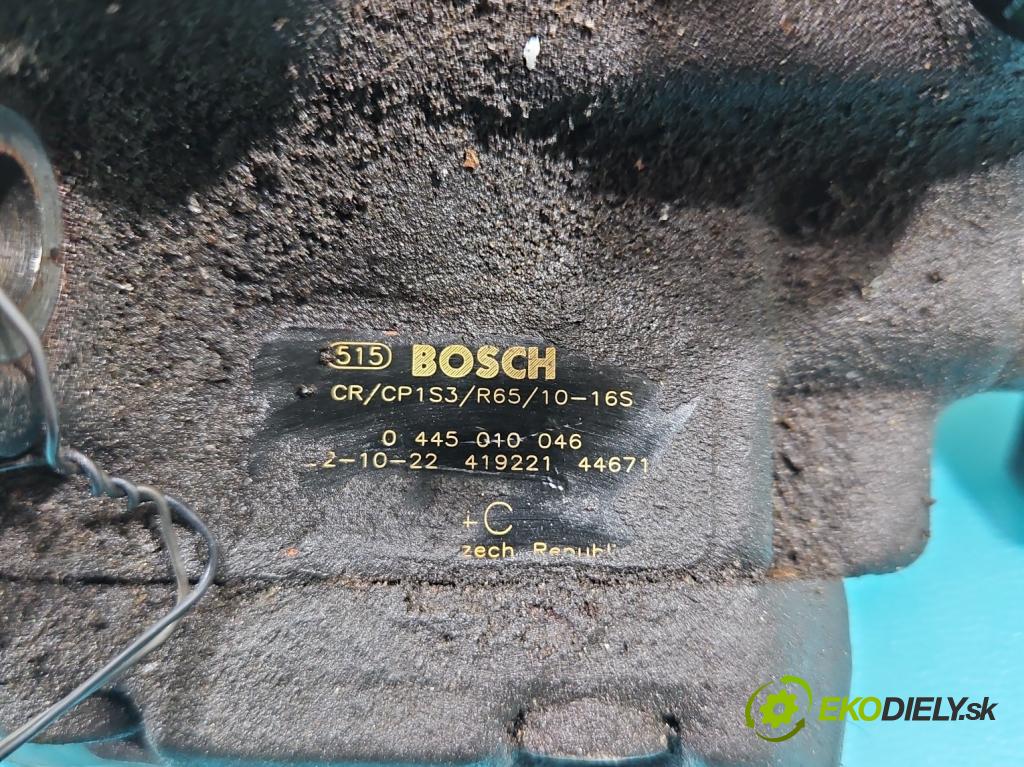 515 BOSCH
CR/CP1S3/R65/10-16S
0 445 010 046
2-10-22 419221 44671
+C
zech Republi
EKODIELY.sk